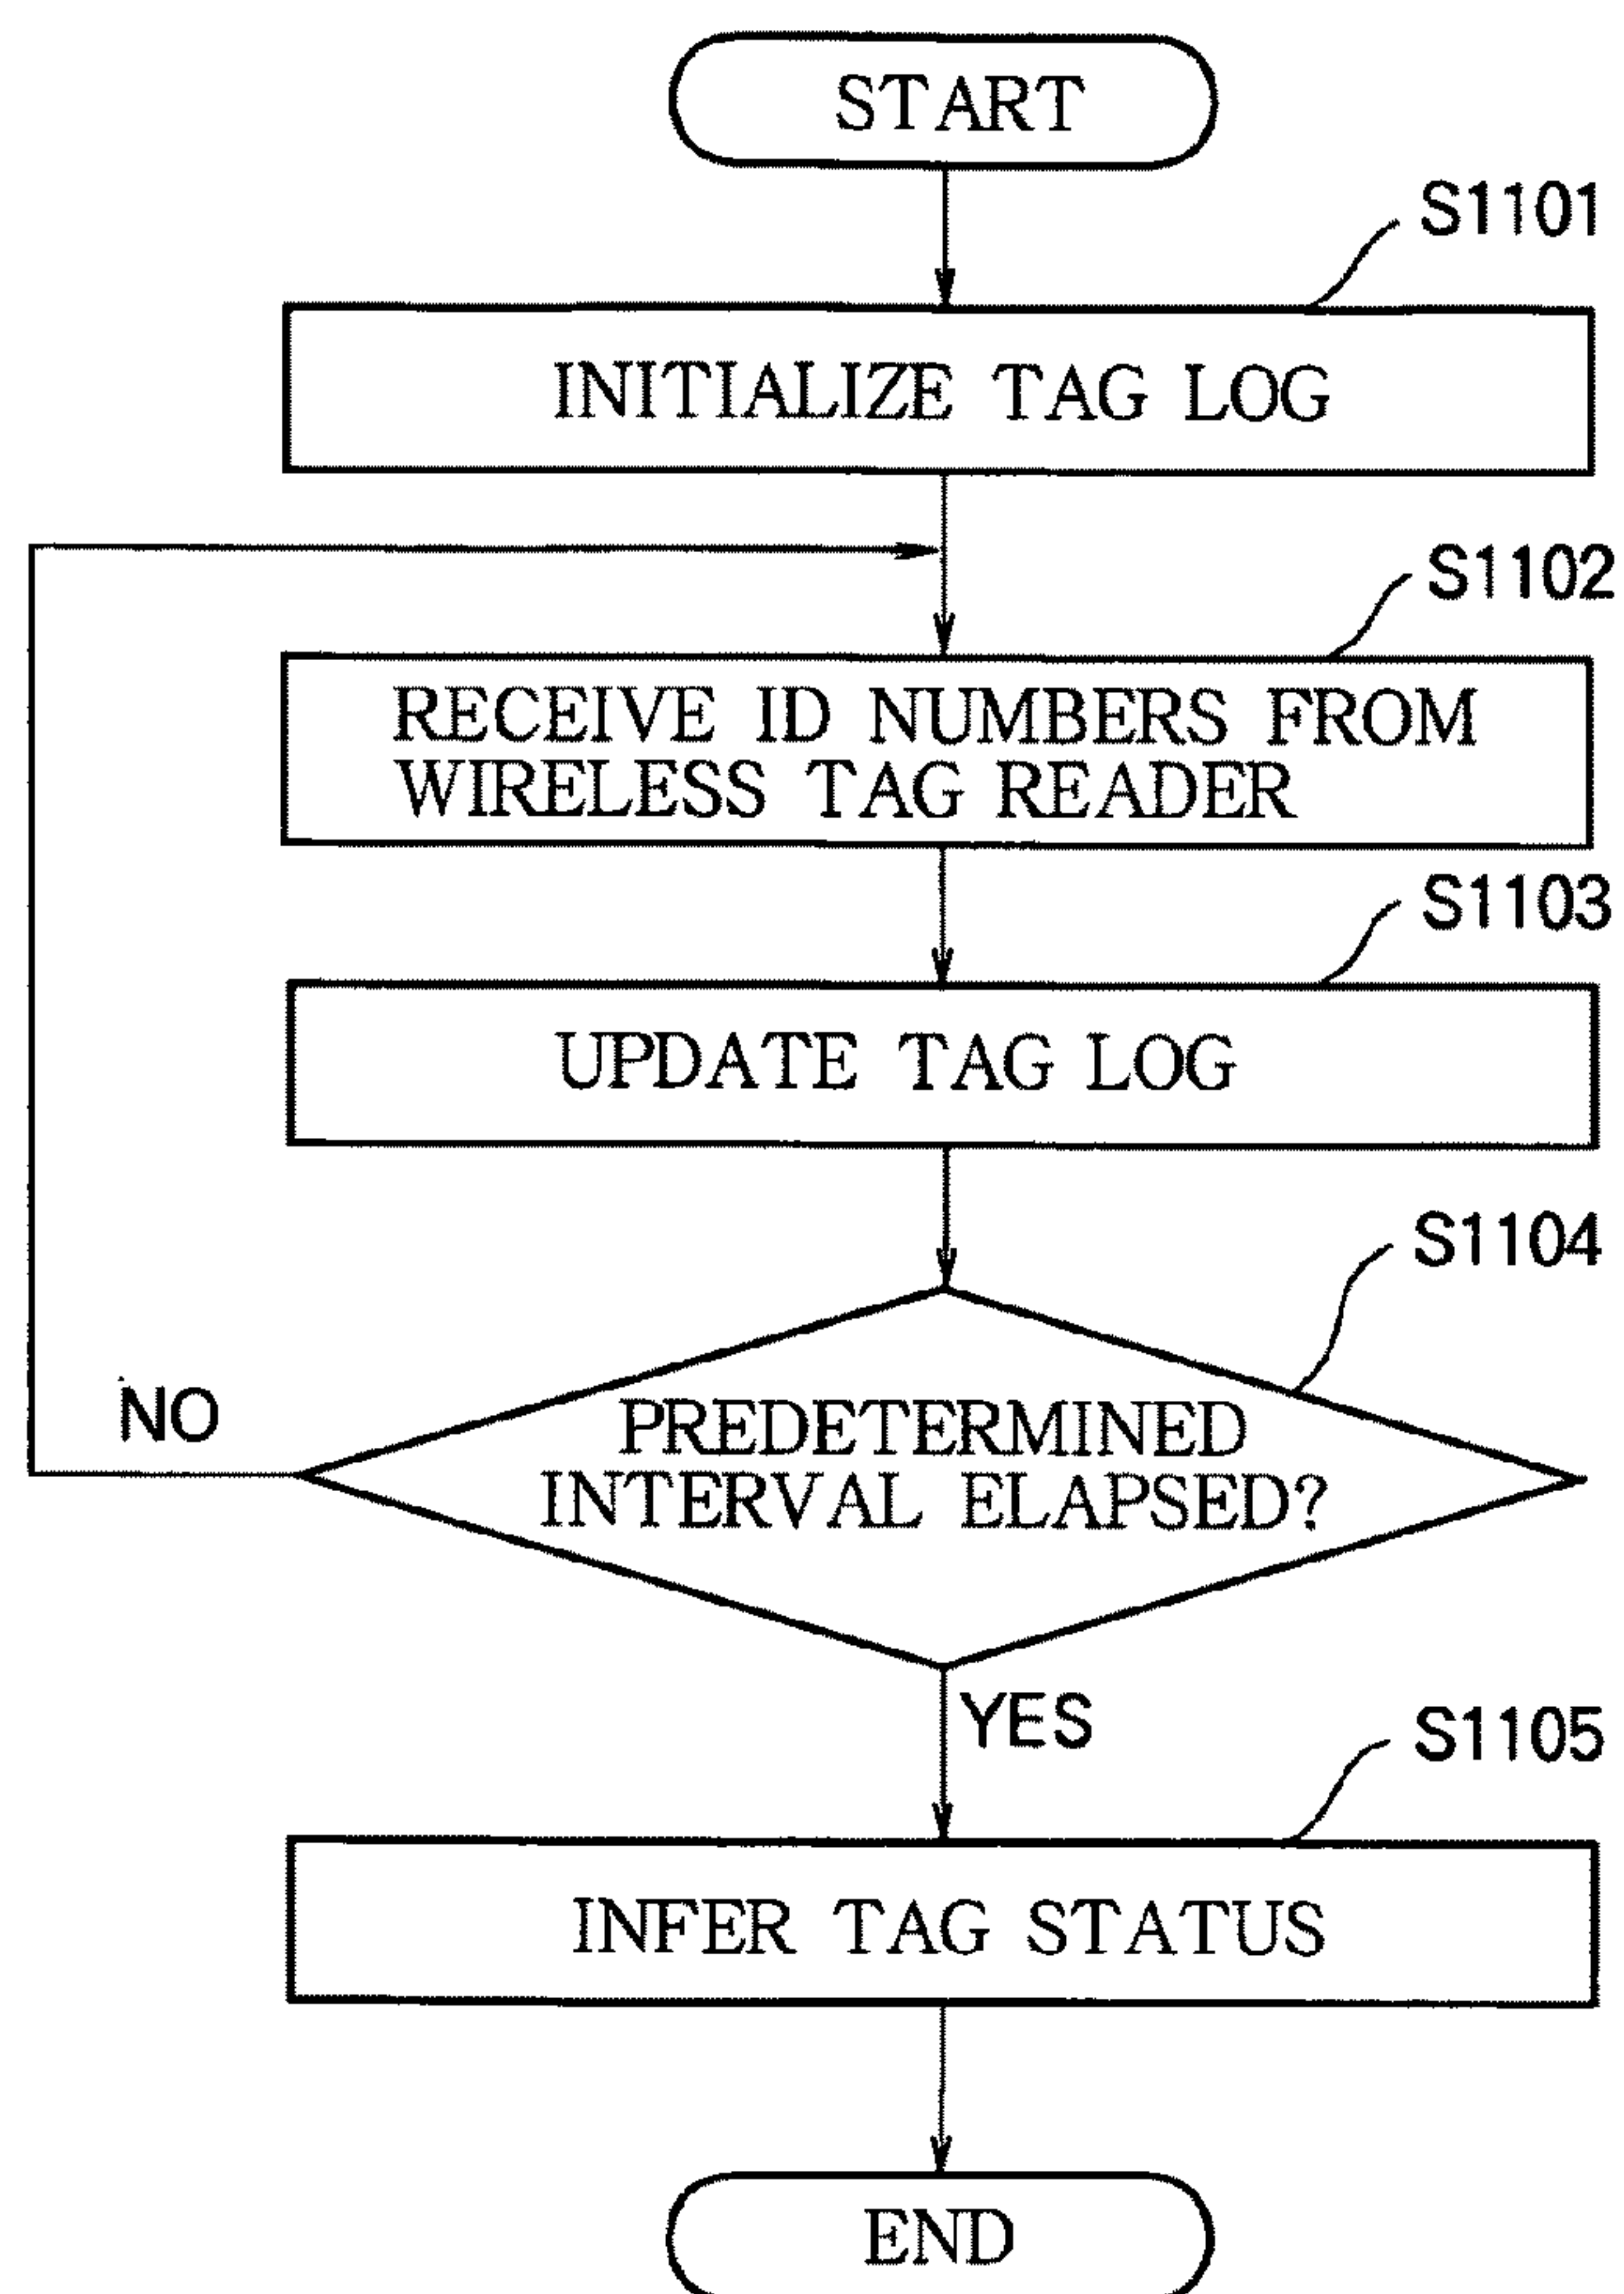 START
S1101
INITIALIZE TAG LOG
S1102
RECEIVE ID NUMBERS FROM
WIRELESS TAG READER
S1103
UPDATE TAG LOG
S1104
PREDETERMINED
INTERVAL ELAPSED?
NO
YES
S1105
INFER TAG STATUS
END